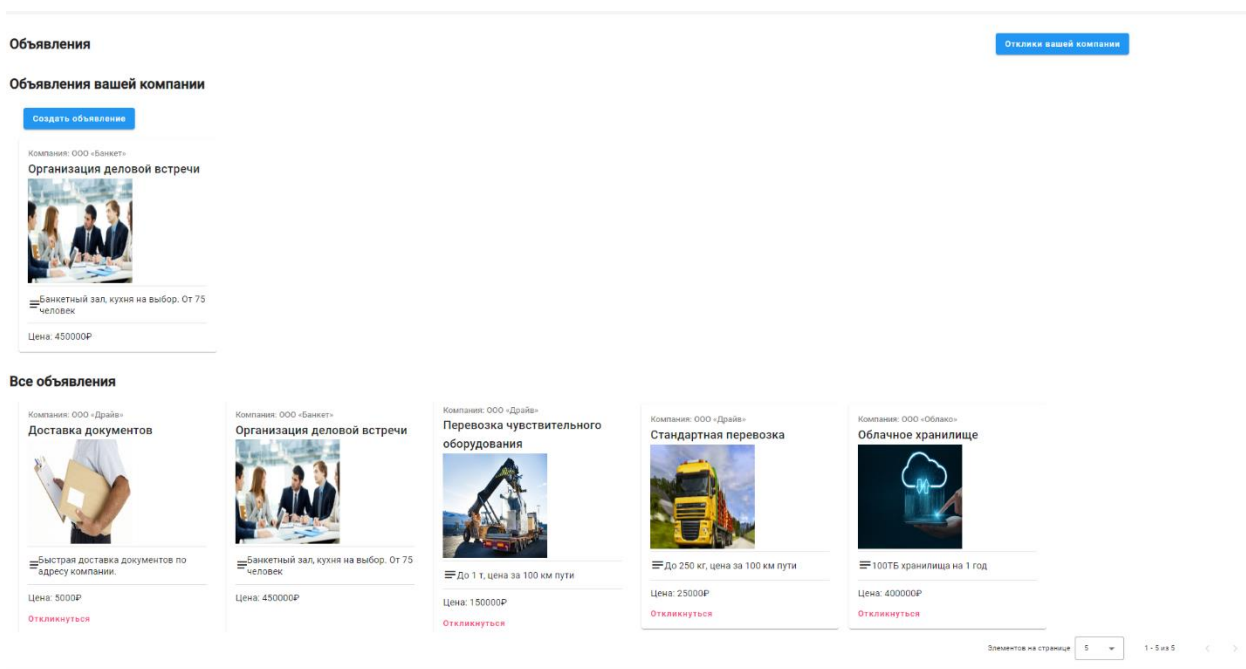 Объявления
Отклики вашей компании
Объявления вашей компании
Создать объявление
Компания: ООО «Банкет»
Организация деловой встречи
Банкетный зал, кухня на выбор. От 75
человек
Цена: 450000₽
Все объявления
Компания: ООО «Драйв»
Доставка документов
Быстрая доставка документов по
адресу компании.
Цена: 5000₽
Откликнуться
Компания: ООО «Банкет»
Организация деловой встречи
Банкетный зал, кухня на выбор. От 75
человек
Цена: 450000₽
Компания: ООО «Драйв»
Перевозка чувствительного
оборудования
До 1 т, цена за 100 км пути
Цена: 150000₽
Откликнуться
Компания: ООО «Драйв»
Стандартная перевозка
До 250 кг, цена за 100 км пути
Цена: 25000₽
Откликнуться
Компания: ООО «Облако»
Облачное хранилище
100ТБ хранилища на 1 год
Цена: 400000₽
Откликнуться
Элементов на странице 5 1 - 5 из 5